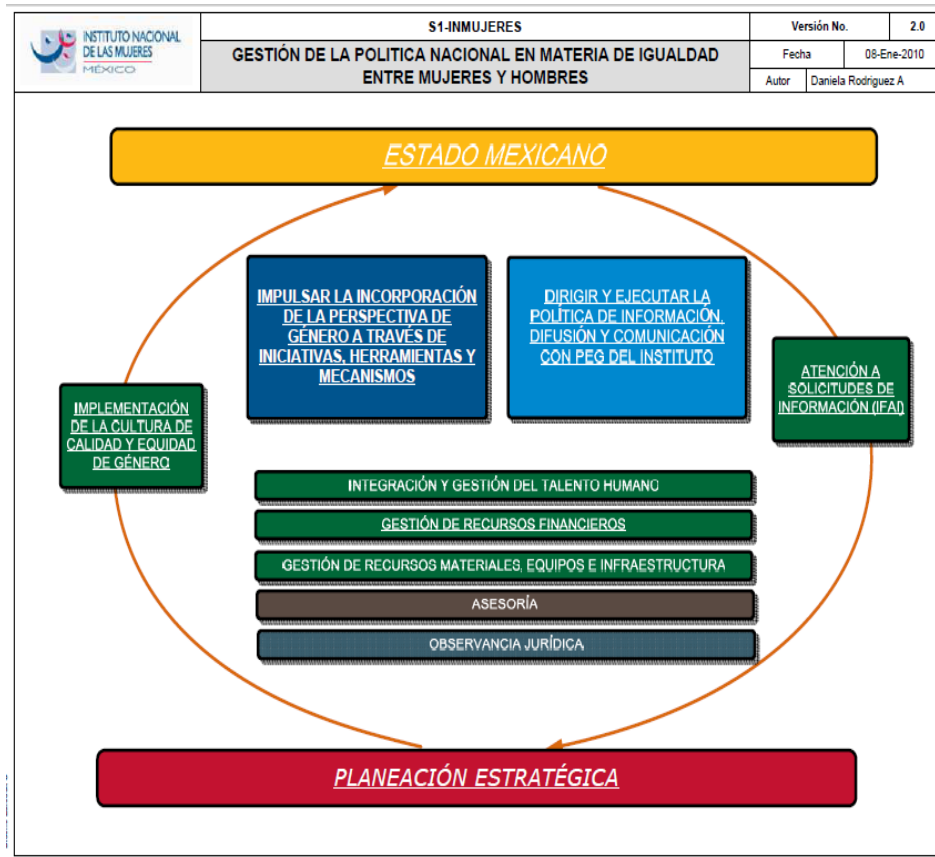 INSTITUTO NACIONAL
DE LAS MUJERES
MÉXICO
S1-INMUJERES
GESTIÓN DE LA POLITICA NACIONAL EN MATERIA DE IGUALDAD
ENTRE MUJERES Y HOMBRES
Versión No. 2.0
Fecha 08-Ene-2010
Autor Daniela Rodriguez A
ESTADO MEXICANO
IMPULSAR LA INCORPORACIÓN
DE LA PERSPECTIVA DE
GÉNERO A TRAVÉS DE
INICIATIVAS, HERRAMIENTAS Y
MECANISMOS
DIRIGIR Y EJECUTAR LA
POLÍTICA DE INFORMACIÓN,
DIFUSIÓN Y COMUNICACIÓN
CON PEG DEL INSTITUTO
ATENCIÓN A
SOLICITUDES DE
INFORMACIÓN (IFAI)
IMPLEMENTACIÓN
DE LA CULTURA DE
CALIDAD Y EQUIDAD
DE GÉNERO
INTEGRACIÓN Y GESTIÓN DEL TALENTO HUMANO
GESTIÓN DE RECURSOS FINANCIEROS
GESTIÓN DE RECURSOS MATERIALES, EQUIPOS E INFRAESTRUCTURA
ASESORÍA
OBSERVANCIA JURÍDICA
PLANEACIÓN ESTRATÉGICA